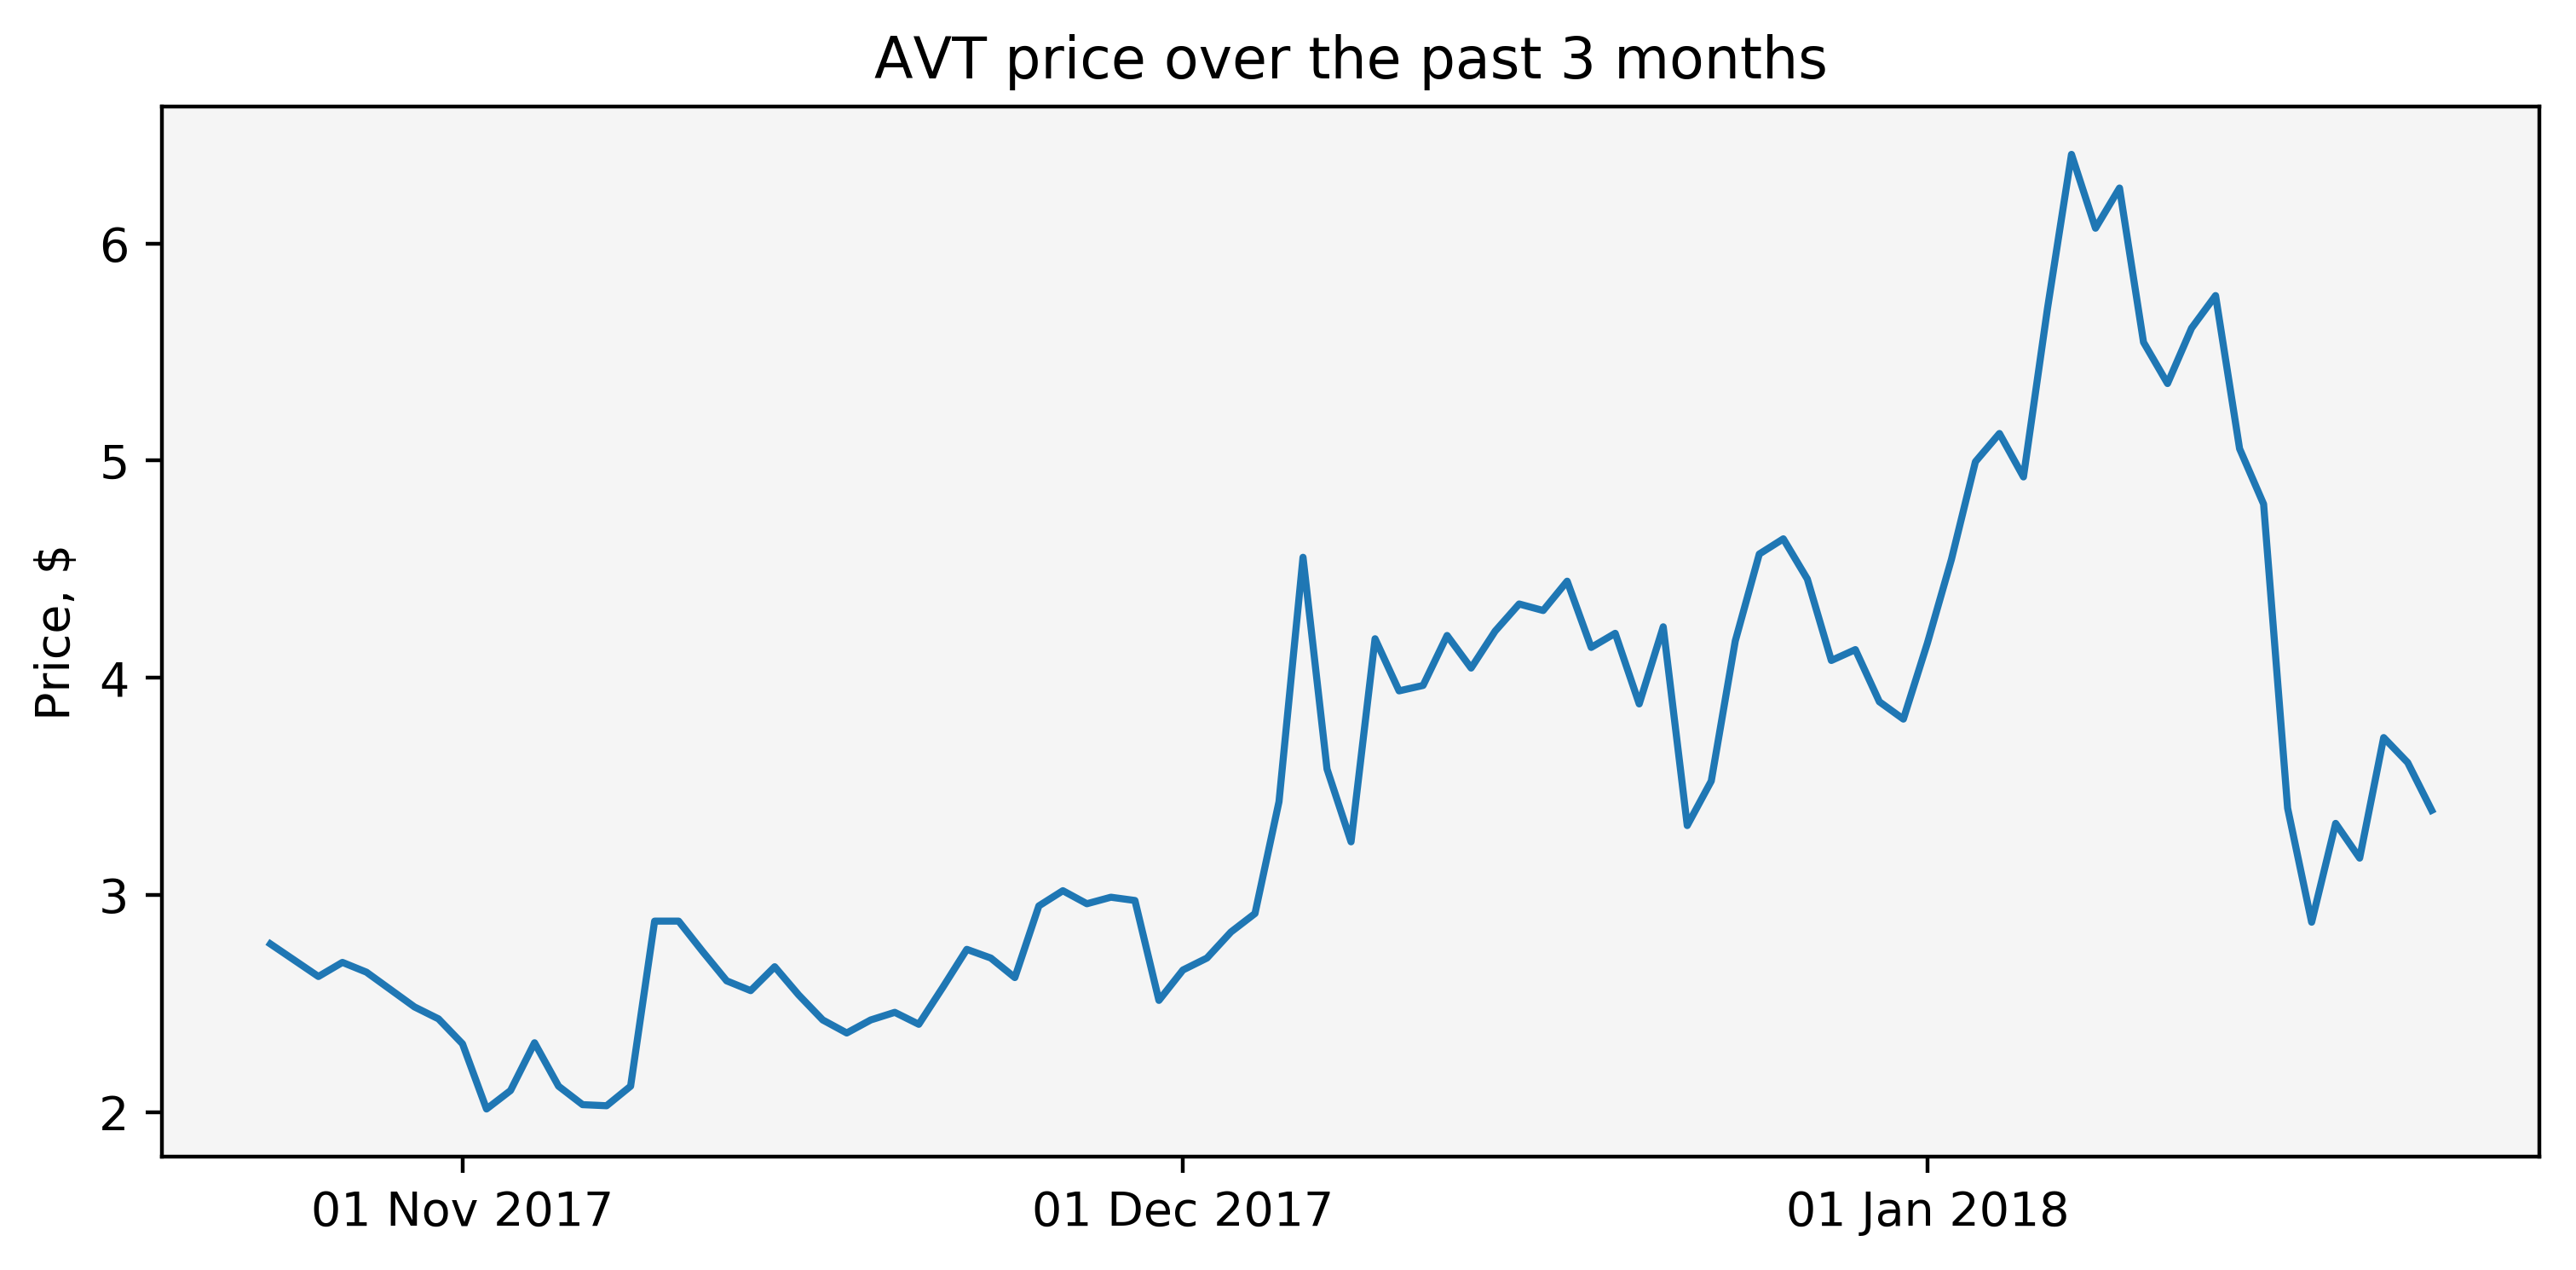 AVT price over the past 3 months
Price, $
6
5
4
3
2
01 Nov 2017
01 Dec 2017
01 Jan 2018